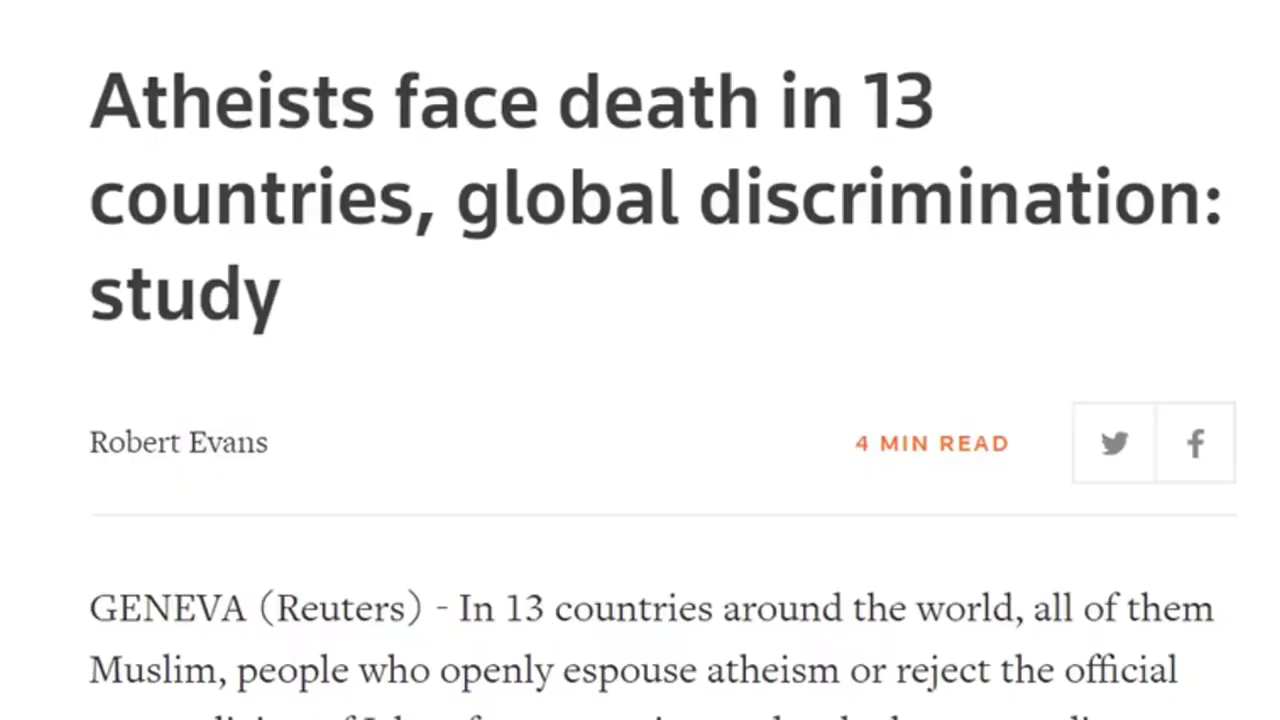 Atheists face death in 13
countries, global discrimination:
study
Robert Evans
4 MIN READ
GENEVA (Reuters) - In 13 countries around the world, all of them
Muslim, people who openly espouse atheism or reject the official